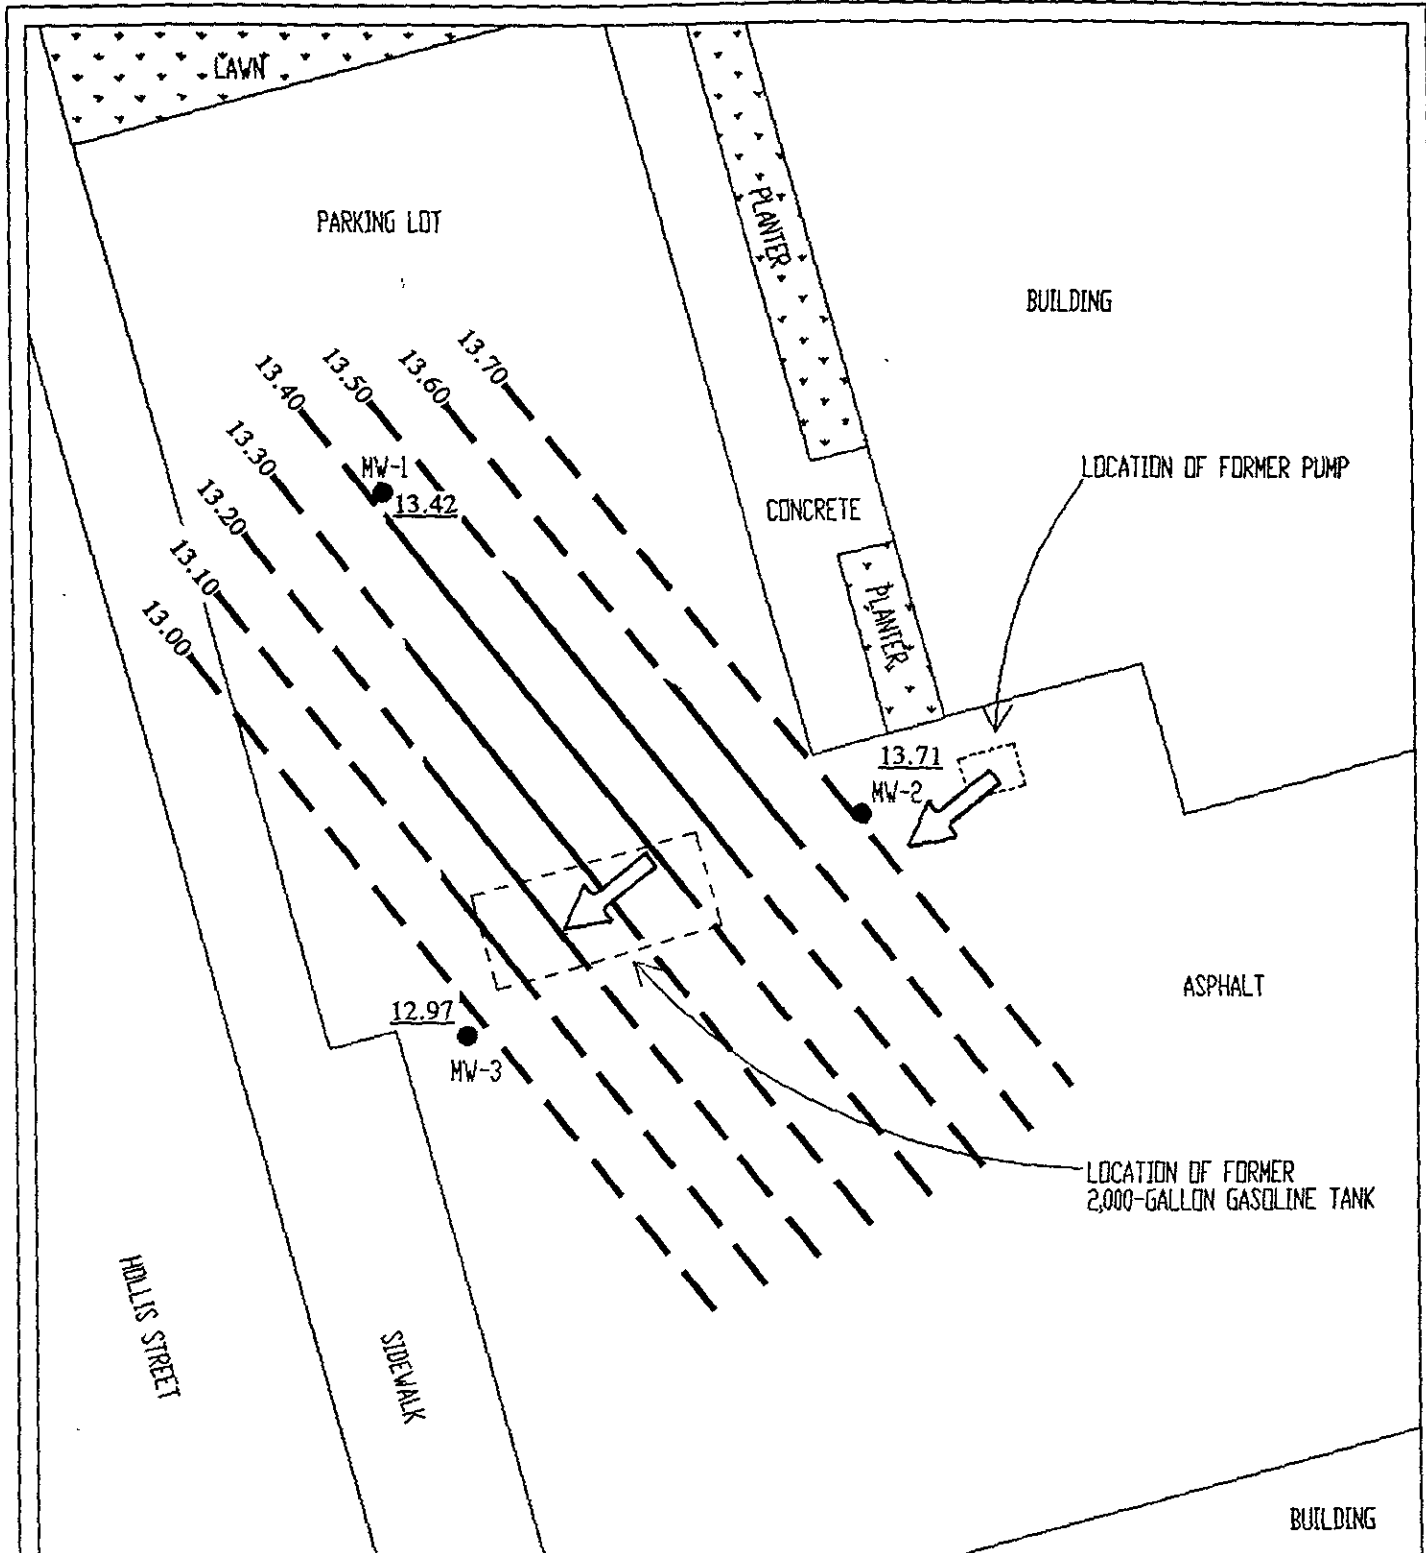 LAWN
PARKING LOT
PLANTER
BUILDING
13.70
13.60
13.50
13.40
13.30
13.20
13.10
13.00
MW-1
13.42
CONCRETE
LOCATION OF FORMER PUMP
PLANTER
13.71
MW-2
ASPHALT
12.97
MW-3
LOCATION OF FORMER
2,000-GALLON GASOLINE TANK
HOLLIS STREET
SIDEWALK
BUILDING